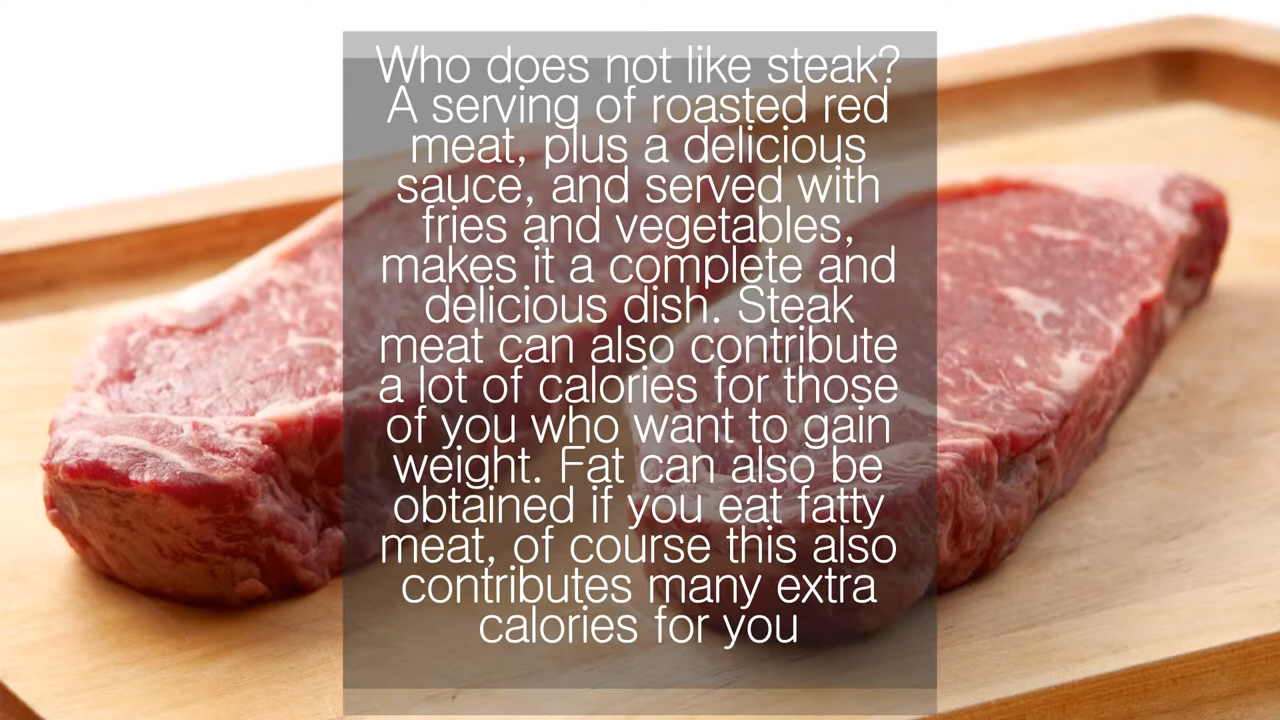 Who does not like steak?
A serving of roasted red
meat, plus a delicious
sauce, and served with
fries and vegetables,
makes it a complete and
delicious dish. Steak
meat can also contribute
a lot of calories for those
of you who want to gain
weight. Fat can also be
obtained if you eat fatty
meat, of course this also
contributes many extra
calories for you